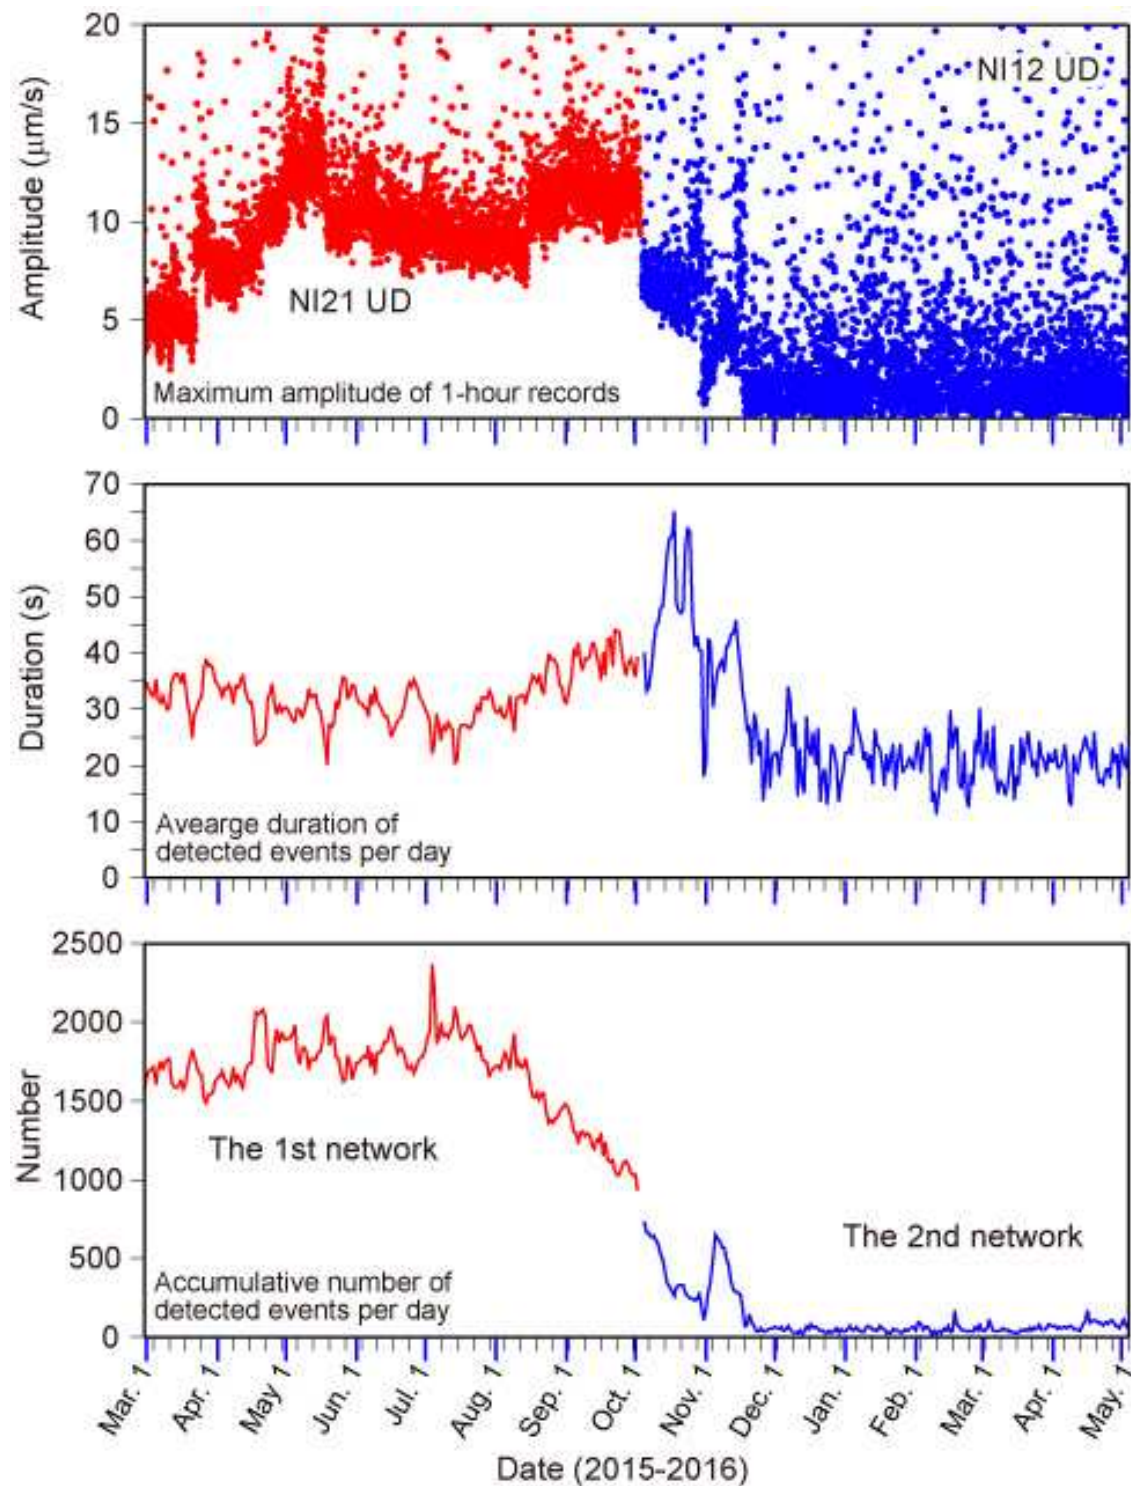 20
15
10
5
0
Amplitude (μm/s)
NI12 UD
NI21 UD
Maximum amplitude of 1-hour records
70
60
50
40
30
20
10
0
Duration (s)
Avearge duration of
detected events per day
2500
2000
1500
1000
500
0
Number
The 1st network
The 2nd network
Accumulative number of
detected events per day
Mar. 1
Apr. 1
May 1
Jun. 1
Jul. 1
Aug. 1
Sep. 1
Oct. 1
Nov. 1
Dec. 1
Jan. 1
Feb. 1
Mar. 1
Apr. 1
May. 1
Date (2015-2016)